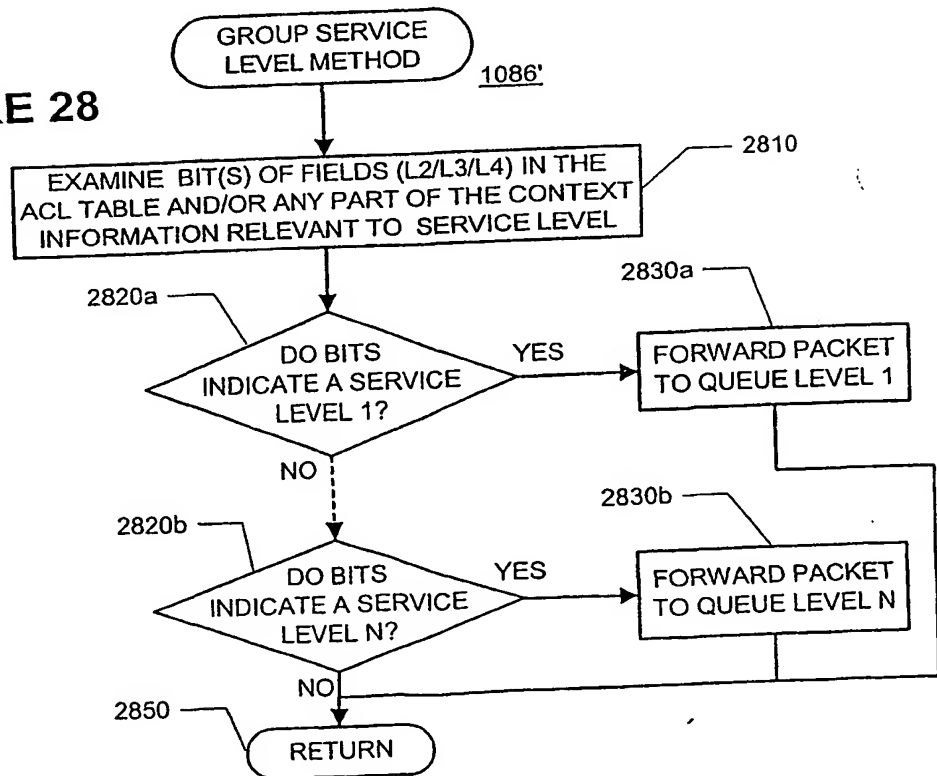 GROUP SERVICE
LEVEL METHOD
1086'
E 28
2810
EXAMINE BIT(S) OF FIELDS (L2/L3/L4) IN THE
ACL TABLE AND/OR ANY PART OF THE CONTEXT
INFORMATION RELEVANT TO SERVICE LEVEL
2820a
2830a
DO BITS
INDICATE A SERVICE
LEVEL 1?
YES
FORWARD PACKET
TO QUEUE LEVEL 1
NO
2820b
2830b
DO BITS
INDICATE A SERVICE
LEVEL N?
YES
FORWARD PACKET
TO QUEUE LEVEL N
NO
2850
RETURN